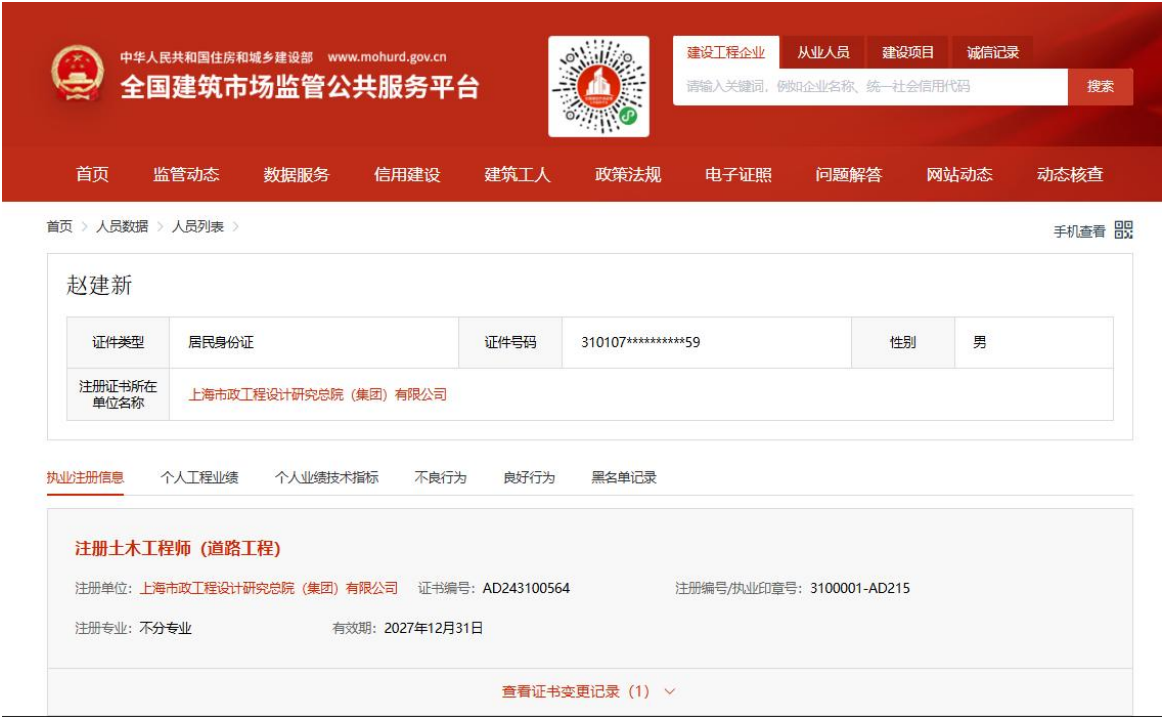 中华人民共和国住房和城乡建设部 www.mohurd.gov.cn
全国建筑市场监管公共服务平台
建设工程企业 从业人员 建设项目 诚信记录
请输入关键词，例如企业名称、统一社会信用代码 搜索
首页 监管动态 数据服务 信用建设 建筑工人 政策法规 电子证照 问题解答 网站动态 动态核查
首页 > 人员数据 > 人员列表 >
手机查看
赵建新
证件类型 居民身份证 证件号码 310107**********59 性别 男
注册证书所在
单位名称
上海市政工程设计研究总院（集团）有限公司
执业注册信息 个人工程业绩 个人业绩技术指标 不良行为 良好行为 黑名单记录
注册土木工程师（道路工程）
注册单位：上海市政工程设计研究总院（集团）有限公司 证书编号：AD243100564 注册编号/执业印章号：3100001-AD215
注册专业：不分专业 有效期：2027年12月31日
查看证书变更记录（1）